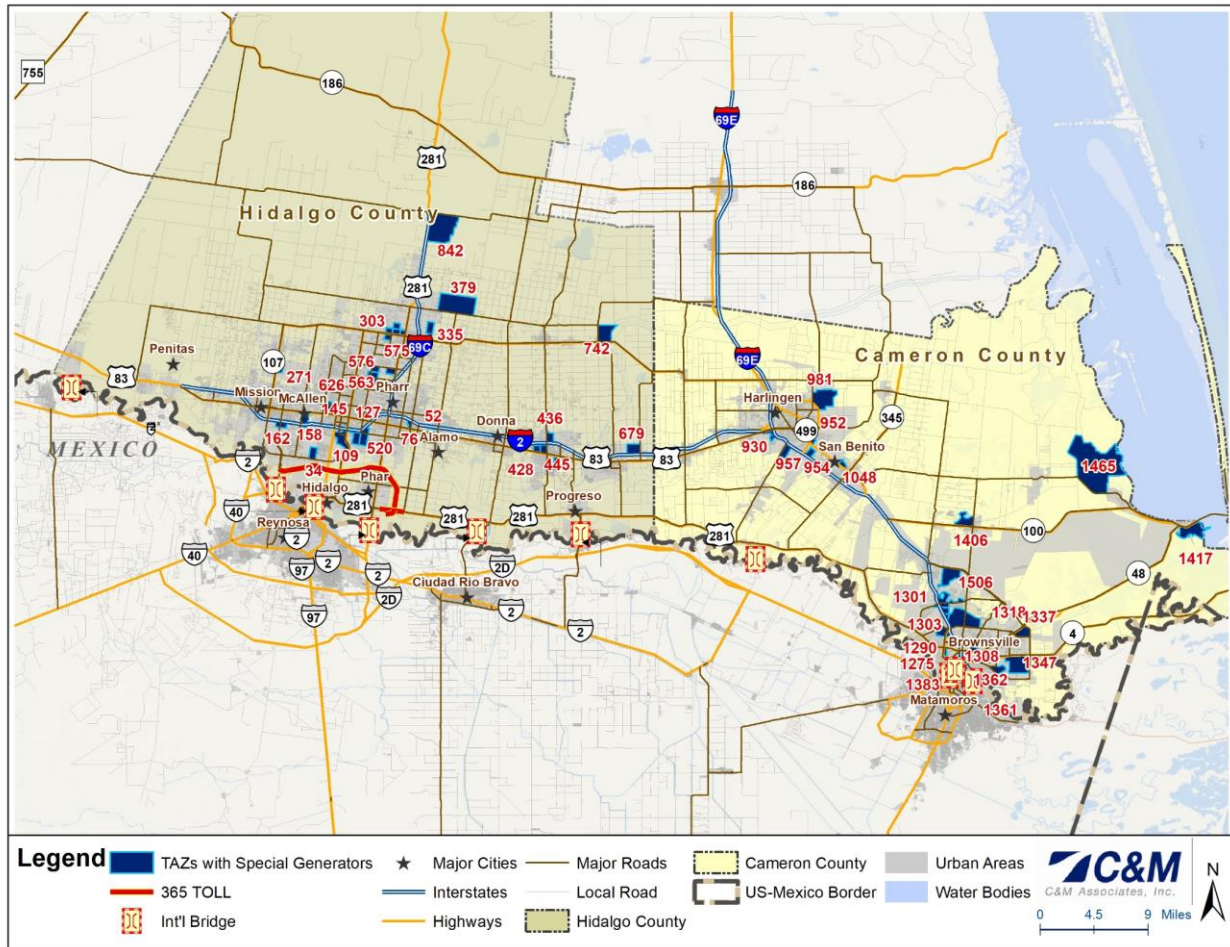 755
186
69E
281
186
Hidalgo County
842
281
379
303
335
575
69C
742
69E
Cameron County
Penitas
107
576
83
271
626
563
Pharr
981
Mission
McAllen
Harlingen
345
145
127
52
Donna
436
952
499
162
158
76
Alamo
2
679
930
San Benito
MEXICO
109
520
428
445
83
83
957
954
1048
1465
2
34
Phar
Hidalgo
281
Progreso
40
Reynosa
281
281
281
1406
100
1417
2
40
97
2
2
2D
2D
Ciudad Rio Bravo
1506
48
97
2
2
1301
1303
1318
1337
4
1290
Brownsville
1308
1275
1347
1383
1362
Matamoros
1361
Legend
TAZs with Special Generators
Major Cities
Major Roads
Cameron County
Urban Areas
365 TOLL
Interstates
Local Road
US-Mexico Border
Water Bodies
Int'l Bridge
Highways
Hidalgo County
C&M
C&M Associates, Inc.
N
0 4.5 9 Miles